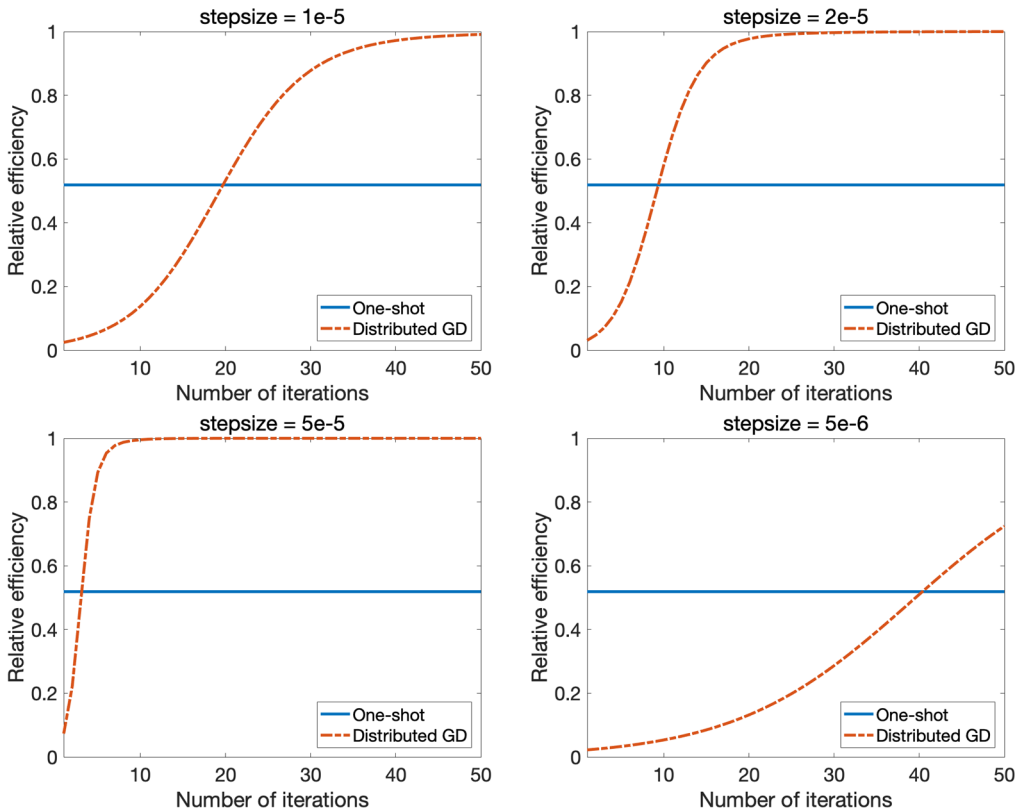 stepsize = 1e-5
Relative efficiency
1
0.8
0.6
0.4
0.2
0
10 20 30 40 50
Number of iterations
One-shot
Distributed GD
stepsize = 2e-5
Relative efficiency
1
0.8
0.6
0.4
0.2
0
10 20 30 40 50
Number of iterations
One-shot
Distributed GD
stepsize = 5e-5
Relative efficiency
1
0.8
0.6
0.4
0.2
0
10 20 30 40 50
Number of iterations
One-shot
Distributed GD
stepsize = 5e-6
Relative efficiency
1
0.8
0.6
0.4
0.2
0
10 20 30 40 50
Number of iterations
One-shot
Distributed GD